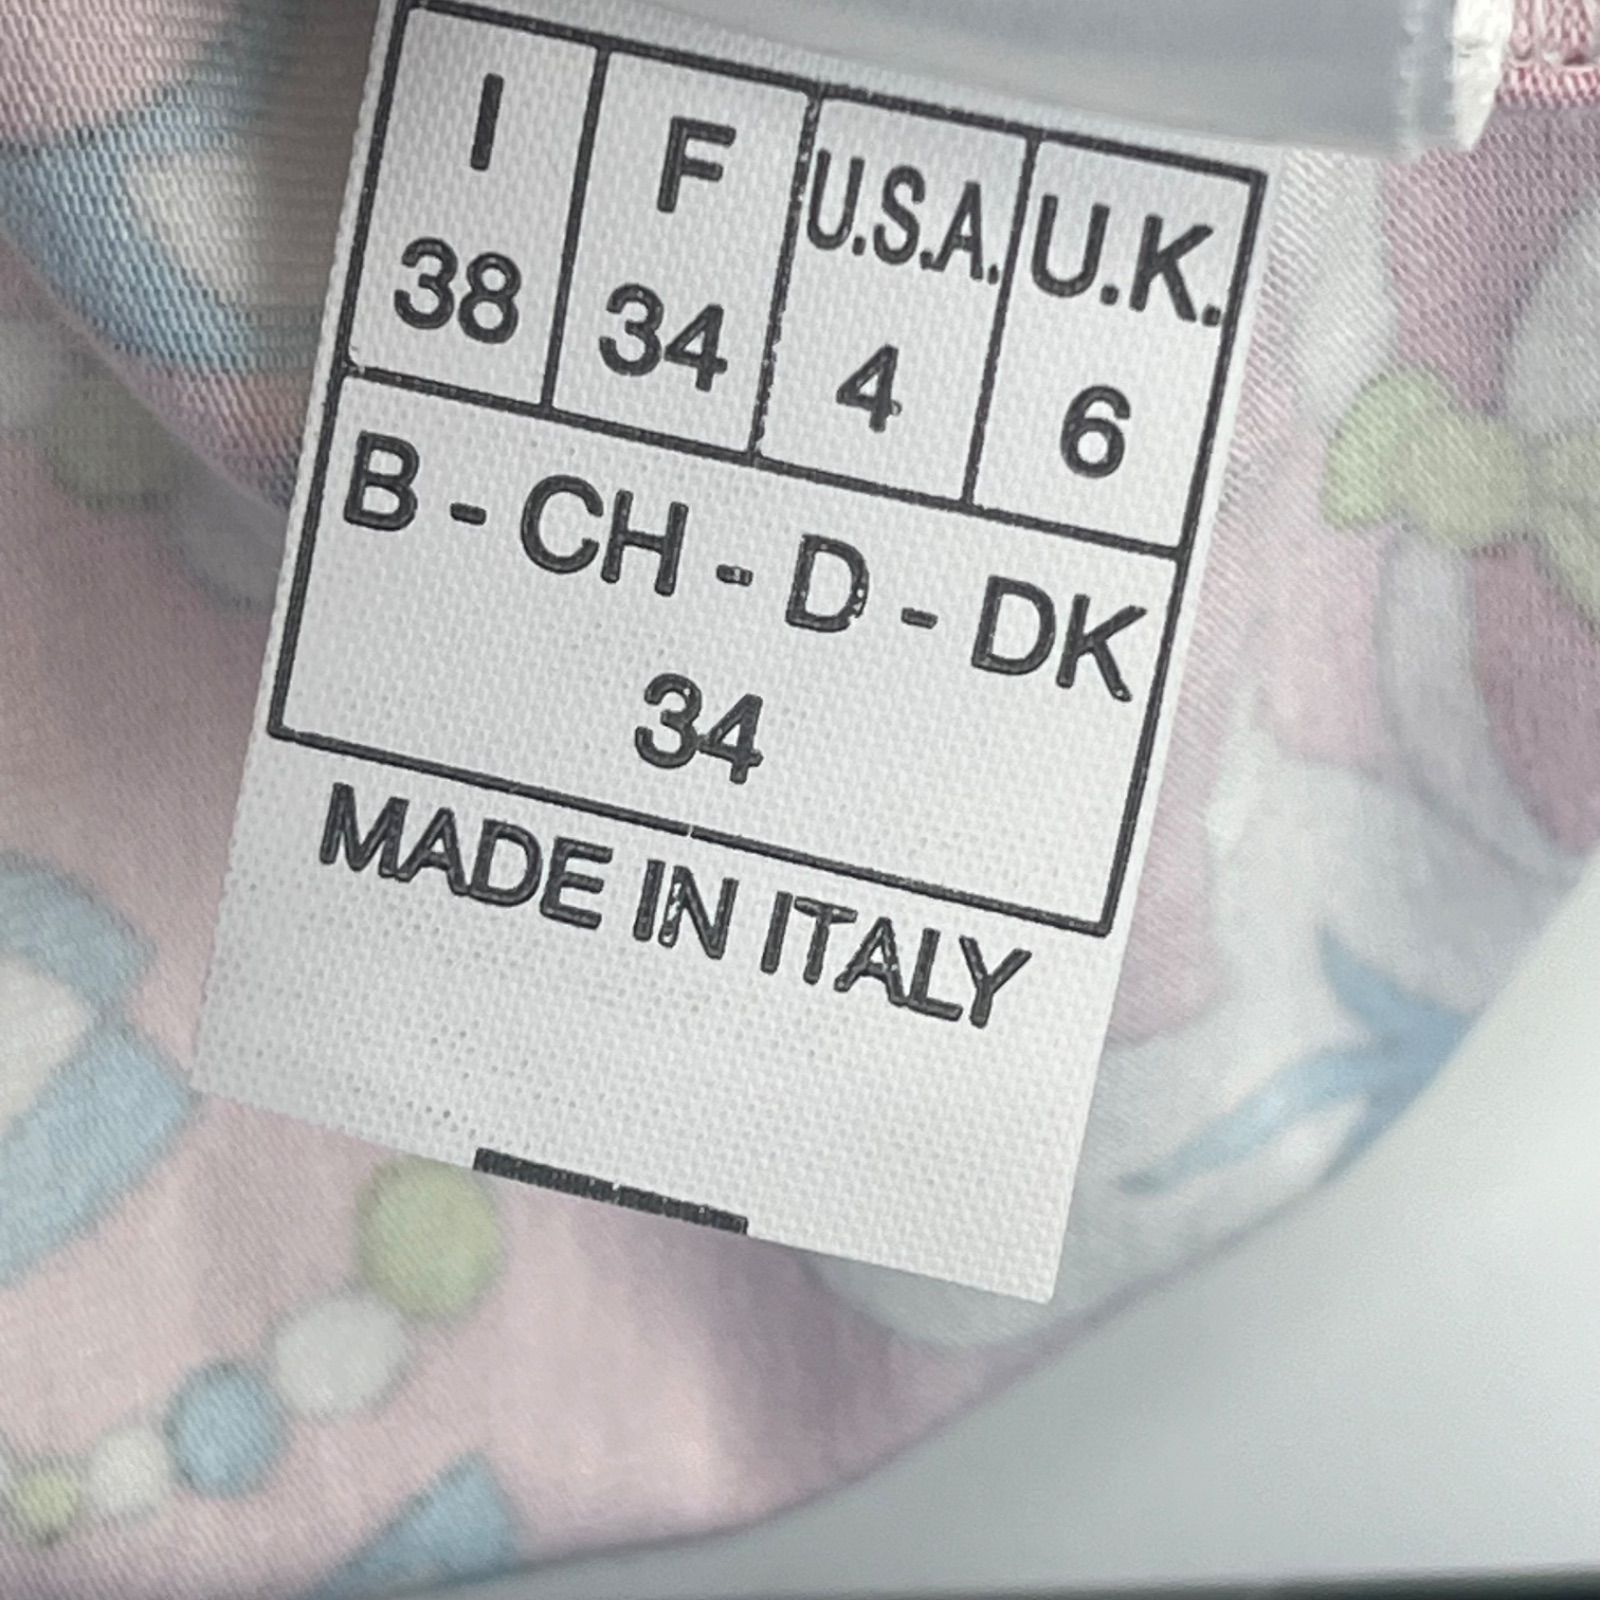 I F U.S.A. U.K.
38 34 4 6
B - CH - D - DK
34
MADE IN ITALY